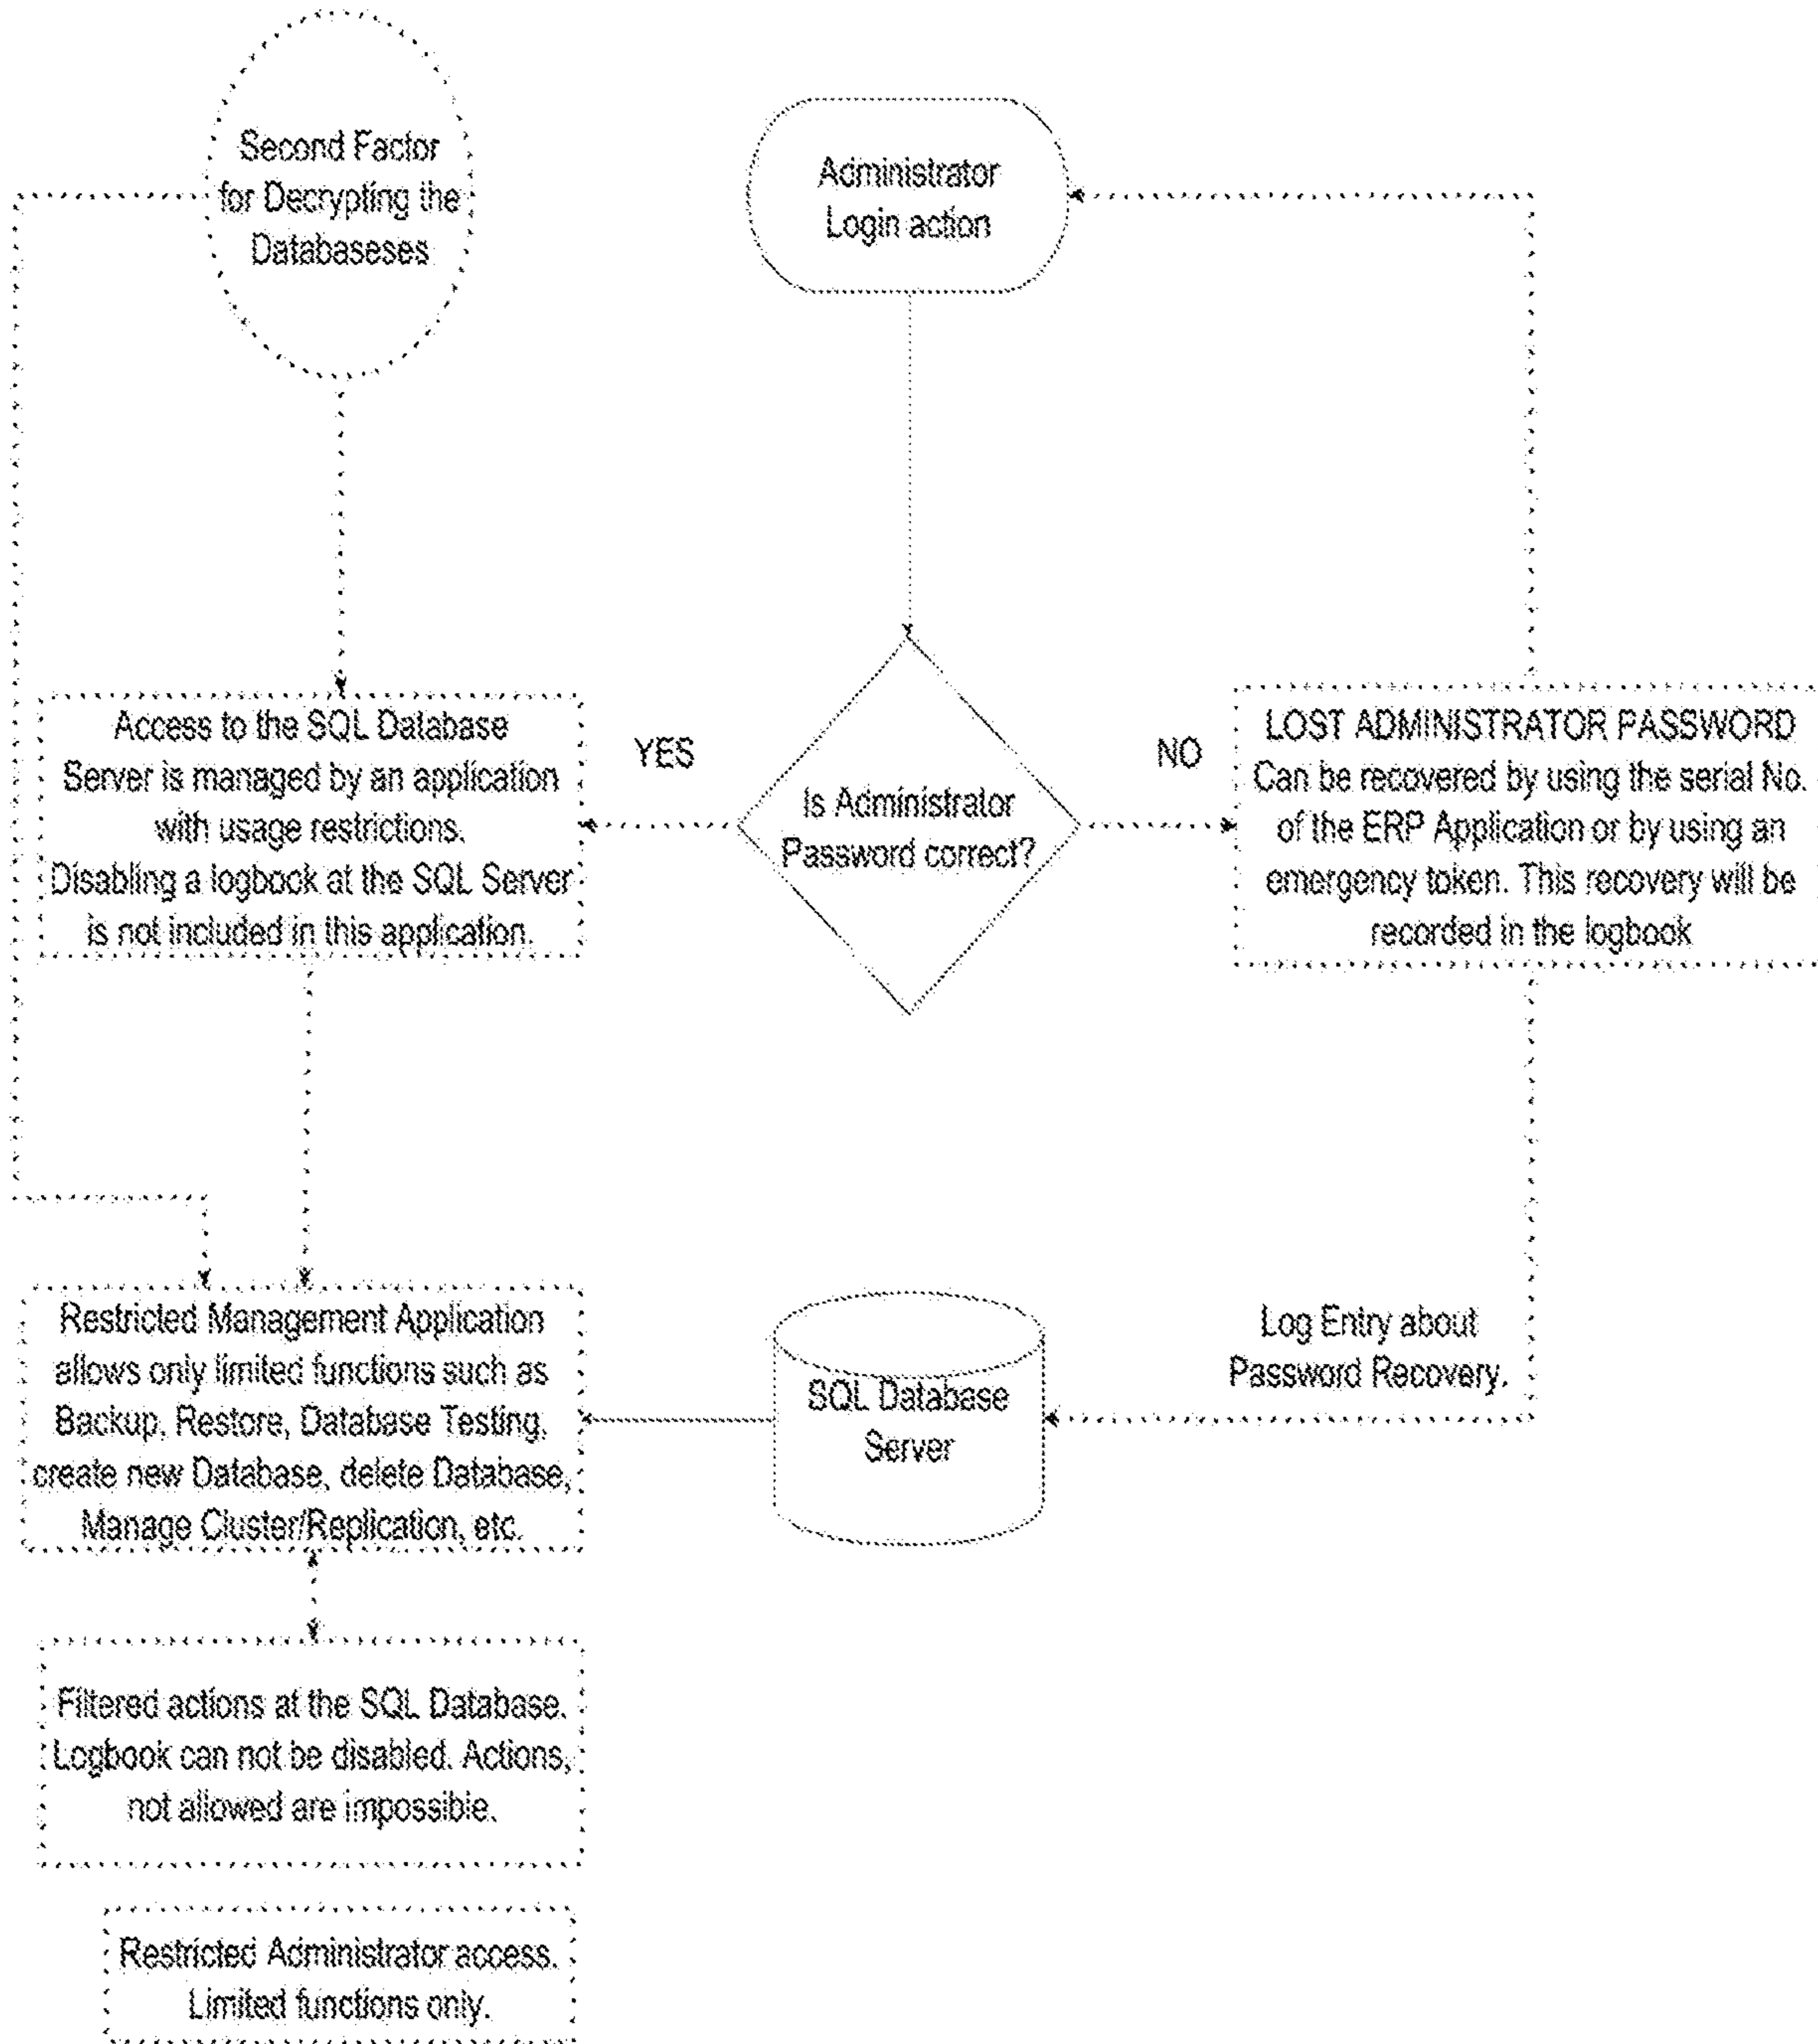 Second Factor
for Decrypting the
Databaseses
Administrator
Login action
Access to the SQL Database
Server is managed by an application
with usage restrictions.
Disabling a logbook at the SQL Server
is not included in this application.
YES
Is Administrator
Password correct?
NO
LOST ADMINISTRATOR PASSWORD
Can be recovered by using the serial No.
of the ERP Application or by using an
emergency token. This recovery will be
recorded in the logbook
Restricted Management Application
allows only limited functions such as
Backup, Restore, Database Testing,
create new Database, delete Database,
Manage Cluster/Replication, etc.
SQL Database
Server
Log Entry about
Password Recovery.
Filtered actions at the SQL Database.
Logbook can not be disabled. Actions,
not allowed are impossible.
Restricted Administrator access.
Limited functions only.